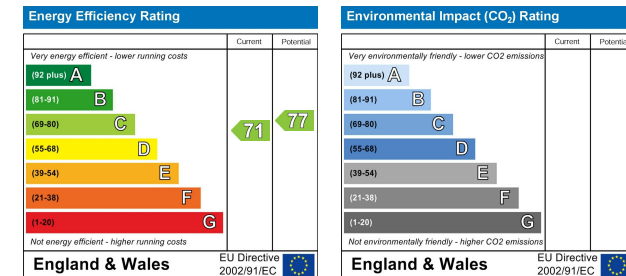 Energy Efficiency Rating
Current Potential
Very energy efficient - lower running costs
(92 plus) A
(81-91) B
(69-80) C
(55-68) D
(39-54) E
(21-38) F
(1-20) G
71
77
Not energy efficient - higher running costs
England & Wales
EU Directive
2002/91/EC
Environmental Impact (CO₂) Rating
Current Potential
Very environmentally friendly - lower CO2 emissions
(92 plus) A
(81-91) B
(69-80) C
(55-68) D
(39-54) E
(21-38) F
(1-20) G
Not environmentally friendly - higher CO2 emissions
England & Wales
EU Directive
2002/91/EC